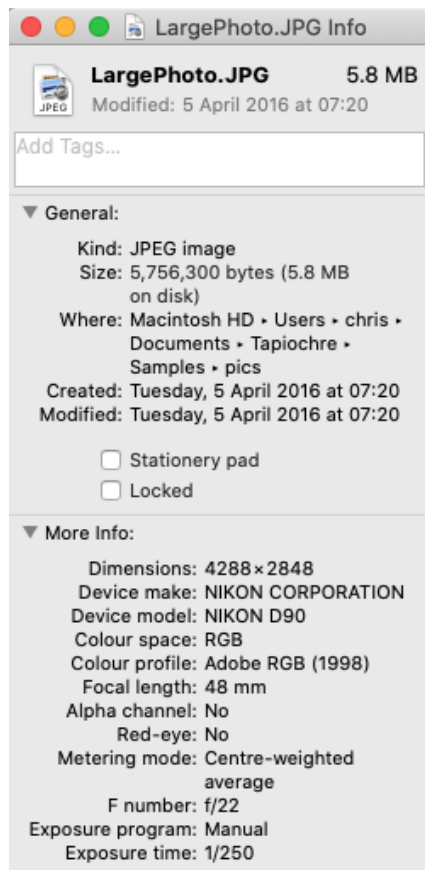 LargePhoto.JPG Info
LargePhoto.JPG 5.8 MB
JPEG
Modified: 5 April 2016 at 07:20
Add Tags...
▼ General:
Kind: JPEG image
Size: 5,756,300 bytes (5.8 MB
on disk)
Where: Macintosh HD ▸ Users ▸ chris ▸
Documents ▸ Tapiochre ▸
Samples ▸ pics
Created: Tuesday, 5 April 2016 at 07:20
Modified: Tuesday, 5 April 2016 at 07:20
Stationery pad
Locked
▼ More Info:
Dimensions: 4288×2848
Device make: NIKON CORPORATION
Device model: NIKON D90
Colour space: RGB
Colour profile: Adobe RGB (1998)
Focal length: 48 mm
Alpha channel: No
Red-eye: No
Metering mode: Centre-weighted
average
F number: f/22
Exposure program: Manual
Exposure time: 1/250